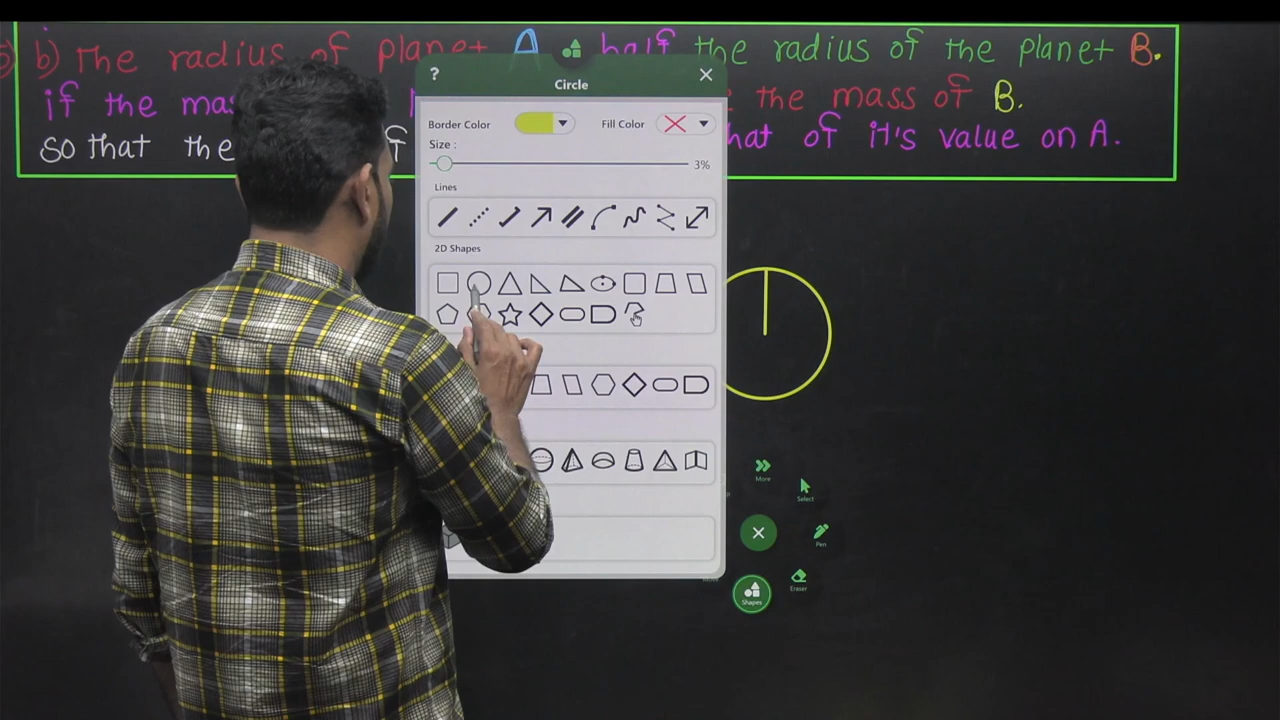 b) The radius of planet A half the radius of the planet B.
if the mas the mass of B.
so that the f that of it's value on A.
?
Circle
Border Color Fill Color
Size :
3%
Lines
2D Shapes
More
Select
Pen
Eraser
Shapes